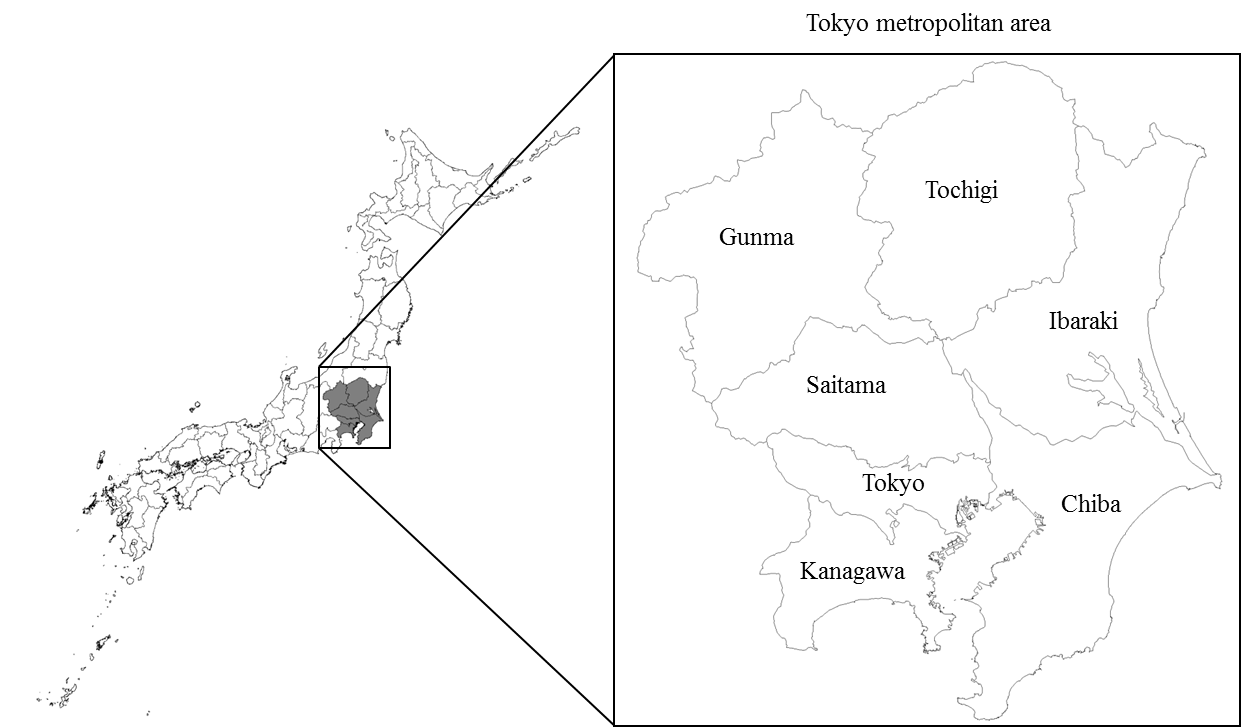 Tokyo metropolitan area
Tochigi
Gunma
Ibaraki
Saitama
Tokyo
Chiba
Kanagawa